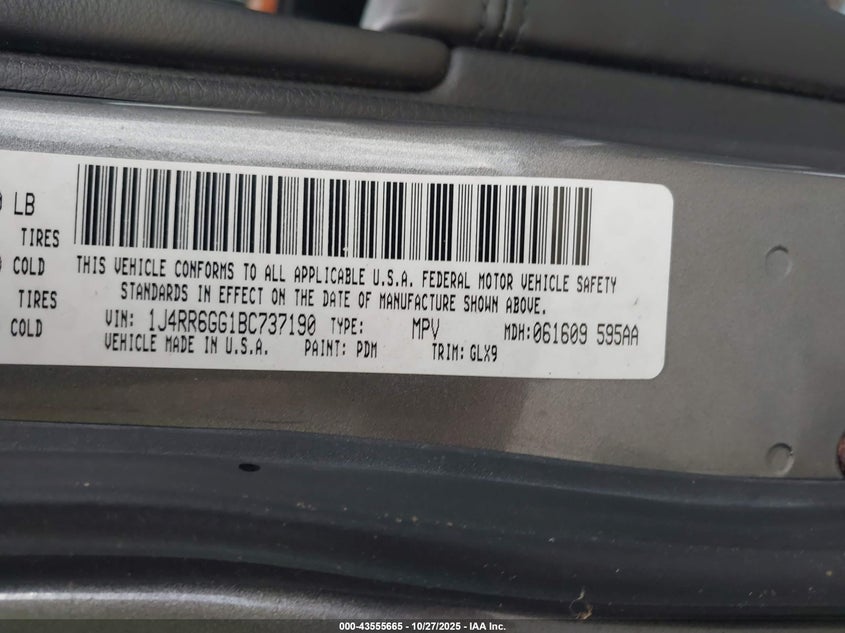 LB
TIRES
COLD
TIRES
COLD
THIS VEHICLE CONFORMS TO ALL APPLICABLE U.S.A. FEDERAL MOTOR VEHICLE SAFETY
STANDARDS IN EFFECT ON THE DATE OF MANUFACTURE SHOWN ABOVE.
VIN: 1J4RR6GG1BC737190 TYPE: MPV MDH:061609 595AA
VEHICLE MADE IN U.S.A. PAINT: PDM TRIM: GLX9
000-43555665 - 10/27/2025 - IAA Inc.